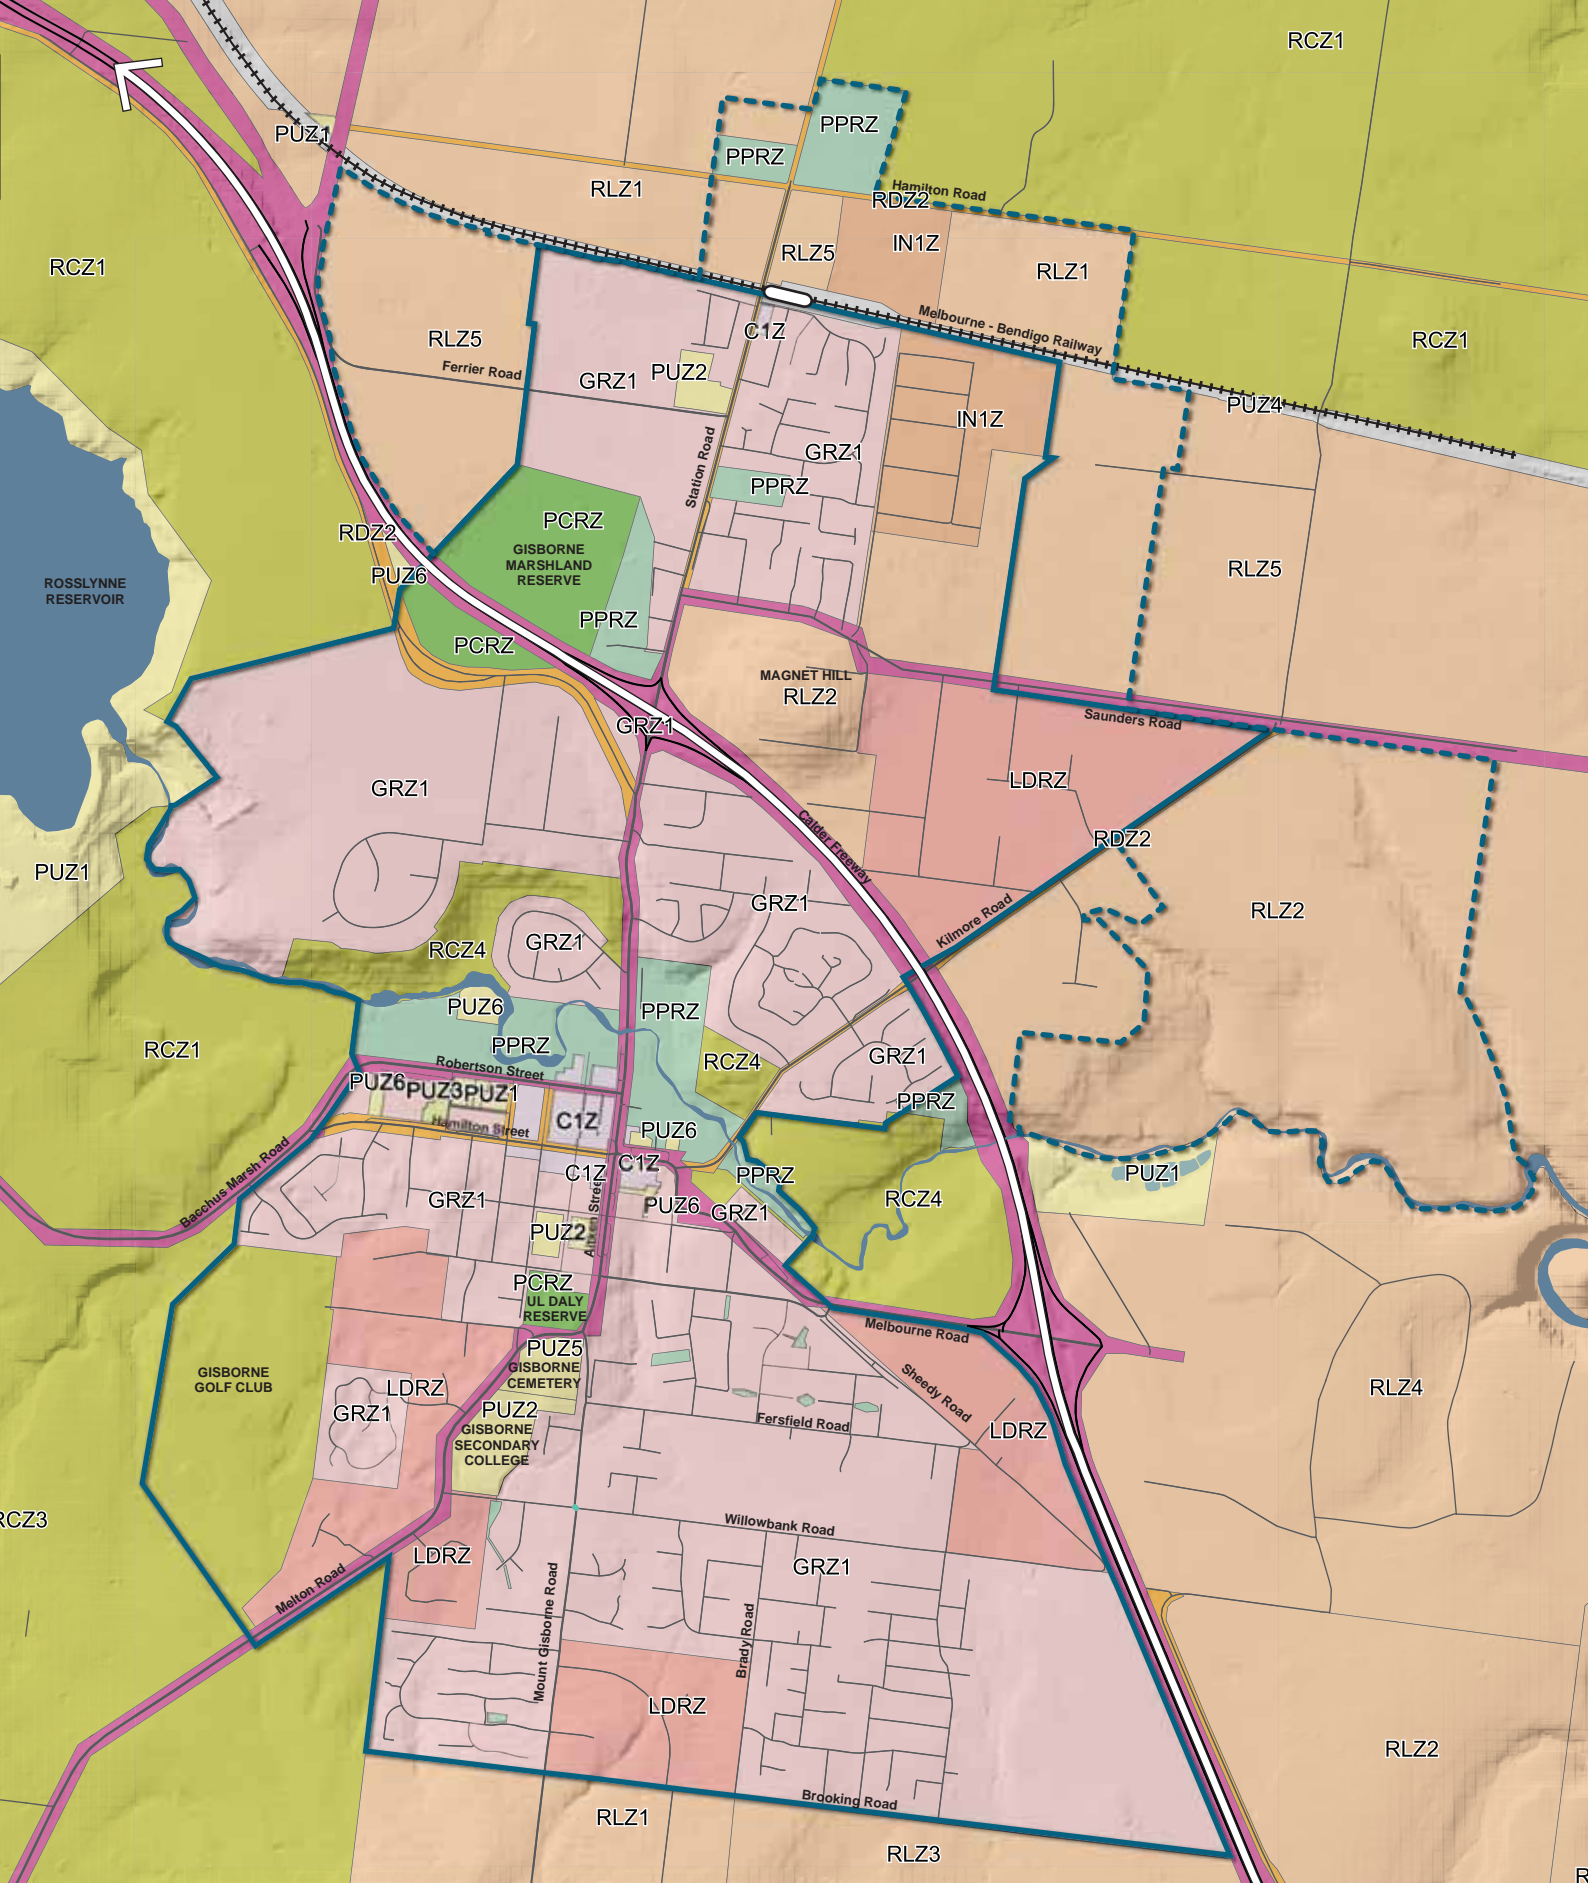 RCZ1
PUZ1
PPRZ
PPRZ
RLZ1
Hamilton Road
RDZ2
RLZ5
IN1Z
RCZ1
RLZ1
C1Z
Melbourne - Bendigo Railway
RLZ5
RCZ1
Ferrier Road
GRZ1
PUZ2
PUZ4
IN1Z
GRZ1
Station Road
PPRZ
PCRZ
RDZ2
GISBORNE
MARSHLAND
RESERVE
PUZ6
RLZ5
ROSSLYNNE
RESERVOIR
PPRZ
PCRZ
MAGNET HILL
RLZ2
GRZ1
Saunders Road
GRZ1
LDRZ
Calder Freeway
RDZ2
PUZ1
GRZ1
RLZ2
Kilmore Road
RCZ4
GRZ1
PUZ6
PPRZ
PPRZ
RCZ1
RCZ4
GRZ1
Robertson Street
PUZ6
PUZ3
PUZ1
PPRZ
C1Z
Hamilton Street
PUZ6
C1Z
C1Z
PPRZ
PUZ1
Bacchus Marsh Road
GRZ1
PUZ6
GRZ1
RCZ4
PUZ2
Aitken Street
PCRZ
UL DALY
RESERVE
Melbourne Road
PUZ5
GISBORNE
CEMETERY
GISBORNE
GOLF CLUB
LDRZ
Sheedy Road
RLZ4
GRZ1
PUZ2
Fersfield Road
GISBORNE
SECONDARY
COLLEGE
LDRZ
RCZ3
Willowbank Road
LDRZ
GRZ1
Melton Road
Mount Gisborne Road
Brady Road
LDRZ
RLZ2
Brooking Road
RLZ1
RLZ3